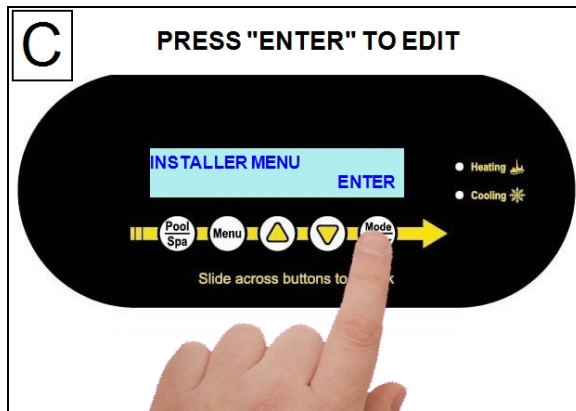 C
PRESS "ENTER" TO EDIT
INSTALLER MENU
ENTER
Heating
Cooling
Pool
Spa
Menu
Mode
Slide across buttons to